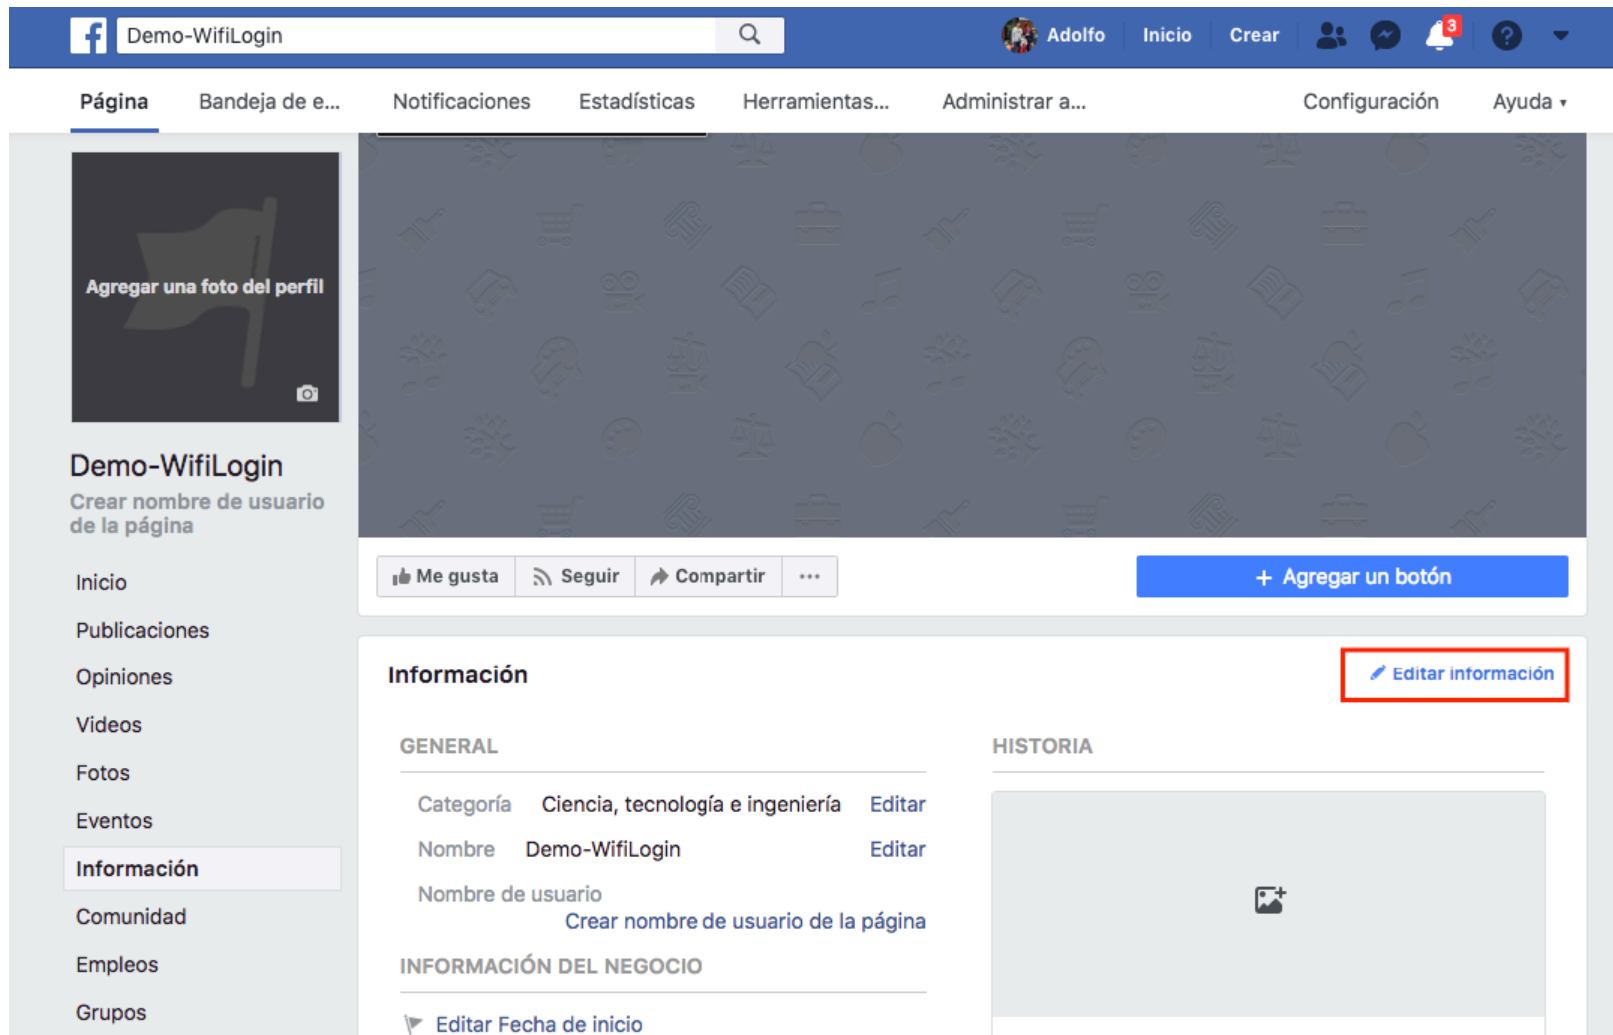 Demo-WifiLogin
Adolfo Inicio Crear 3
Página Bandeja de e... Notificaciones Estadísticas Herramientas... Administrar a... Configuración Ayuda
Agregar una foto del perfil
Demo-WifiLogin
Crear nombre de usuario
de la página
Inicio
Publicaciones
Opiniones
Videos
Fotos
Eventos
Información
Comunidad
Empleos
Grupos
Me gusta Seguir Compartir ...
+ Agregar un botón
Información
Editar información
GENERAL
Categoría Ciencia, tecnología e ingeniería Editar
Nombre Demo-WifiLogin Editar
Nombre de usuario
Crear nombre de usuario de la página
INFORMACIÓN DEL NEGOCIO
Editar Fecha de inicio
HISTORIA